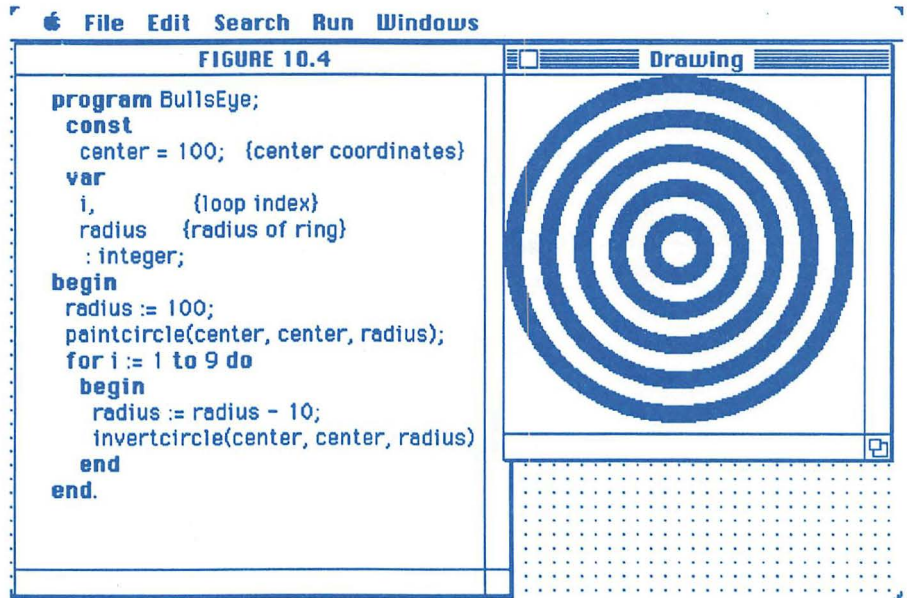 File Edit Search Run Windows
FIGURE 10.4
program BullsEye;
const
center = 100; {center coordinates}
var
i, {loop index}
radius {radius of ring}
: integer;
begin
radius := 100;
paintcircle(center, center, radius);
for i := 1 to 9 do
begin
radius := radius - 10;
invertcircle(center, center, radius)
end
end.
Drawing